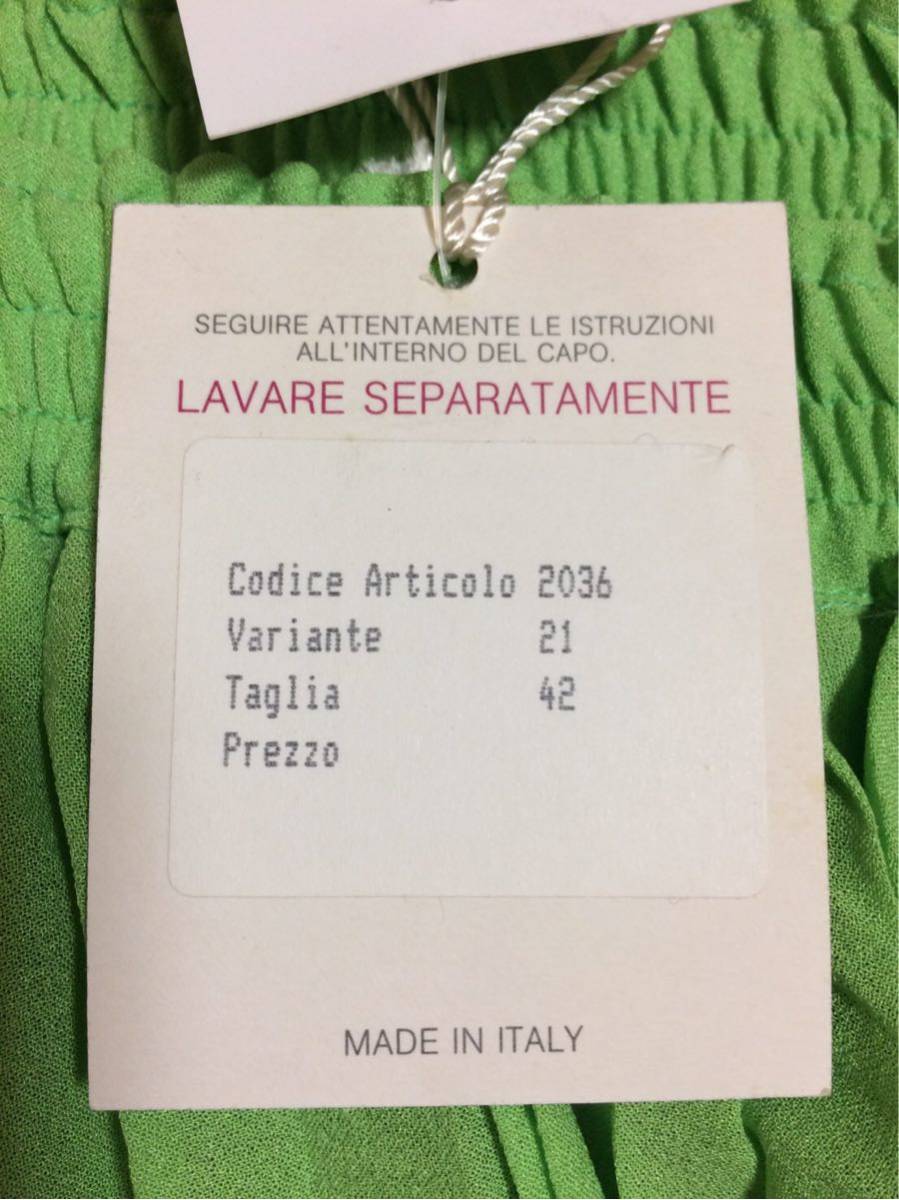 SEGUIRE ATTENTAMENTE LE ISTRUZIONI
ALL'INTERNO DEL CAPO.
LAVARE SEPARATAMENTE
Codice Articolo 2036
Variante 21
Taglia 42
Prezzo
MADE IN ITALY